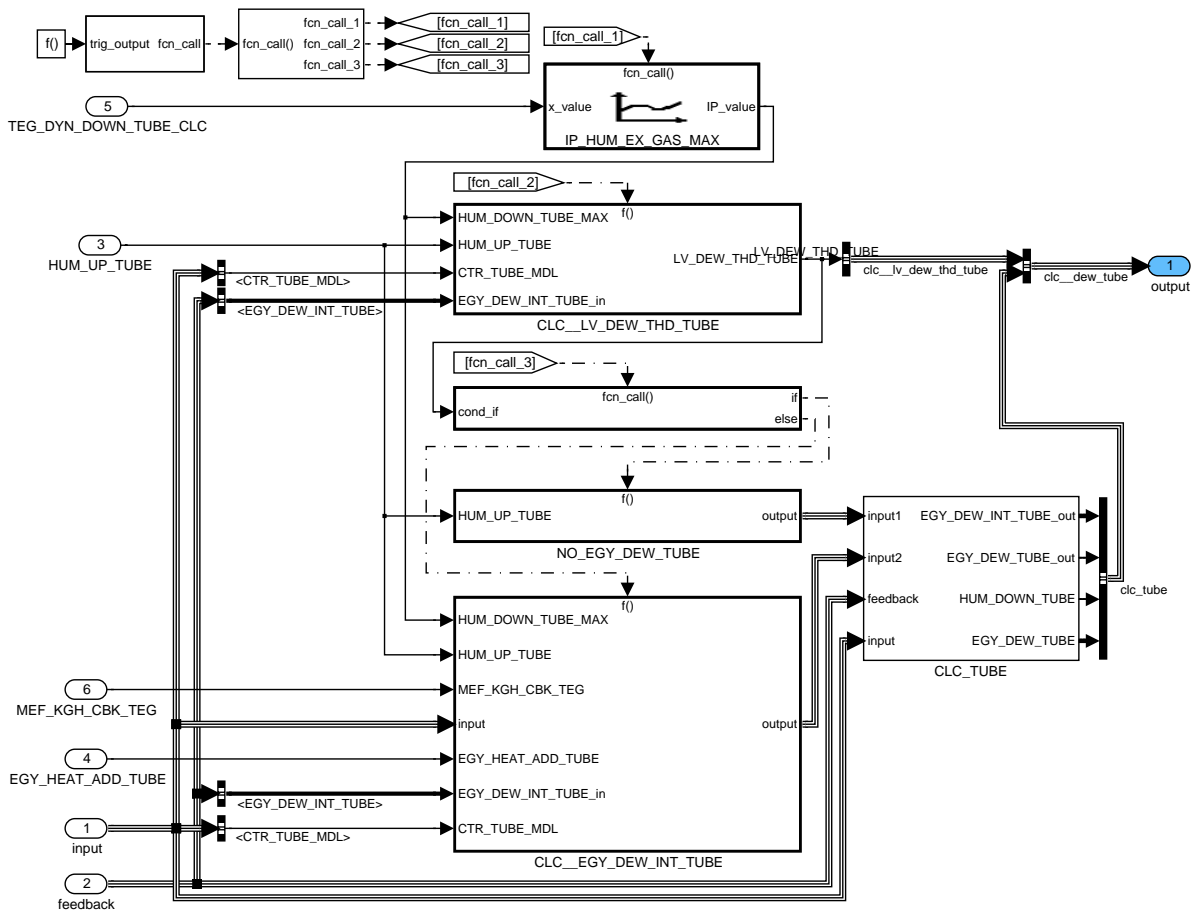 f()
trig_output
fcn_call
fcn_call()
fcn_call_1
fcn_call_2
fcn_call_3
[fcn_call_1]
[fcn_call_2]
[fcn_call_3]
[fcn_call_1]
5
TEG_DYN_DOWN_TUBE_CLC
fcn_call()
x_value
IP_value
IP_HUM_EX_GAS_MAX
[fcn_call_2]
f()
HUM_DOWN_TUBE_MAX
HUM_UP_TUBE
CTR_TUBE_MDL
EGY_DEW_INT_TUBE_in
LV_DEW_THD_TUBE
CLC__LV_DEW_THD_TUBE
3
HUM_UP_TUBE
<CTR_TUBE_MDL>
<EGY_DEW_INT_TUBE>
LV_DEW_THD_TUBE
clc__lv_dew_thd_tube
clc__dew_tube
1
output
[fcn_call_3]
fcn_call()
cond_if
if
else
f()
HUM_UP_TUBE
output
NO_EGY_DEW_TUBE
input1
input2
feedback
input
EGY_DEW_INT_TUBE_out
EGY_DEW_TUBE_out
HUM_DOWN_TUBE
EGY_DEW_TUBE
CLC_TUBE
clc_tube
f()
HUM_DOWN_TUBE_MAX
HUM_UP_TUBE
MEF_KGH_CBK_TEG
input
EGY_HEAT_ADD_TUBE
EGY_DEW_INT_TUBE_in
CTR_TUBE_MDL
output
CLC__EGY_DEW_INT_TUBE
6
MEF_KGH_CBK_TEG
4
EGY_HEAT_ADD_TUBE
<EGY_DEW_INT_TUBE>
<CTR_TUBE_MDL>
1
input
2
feedback